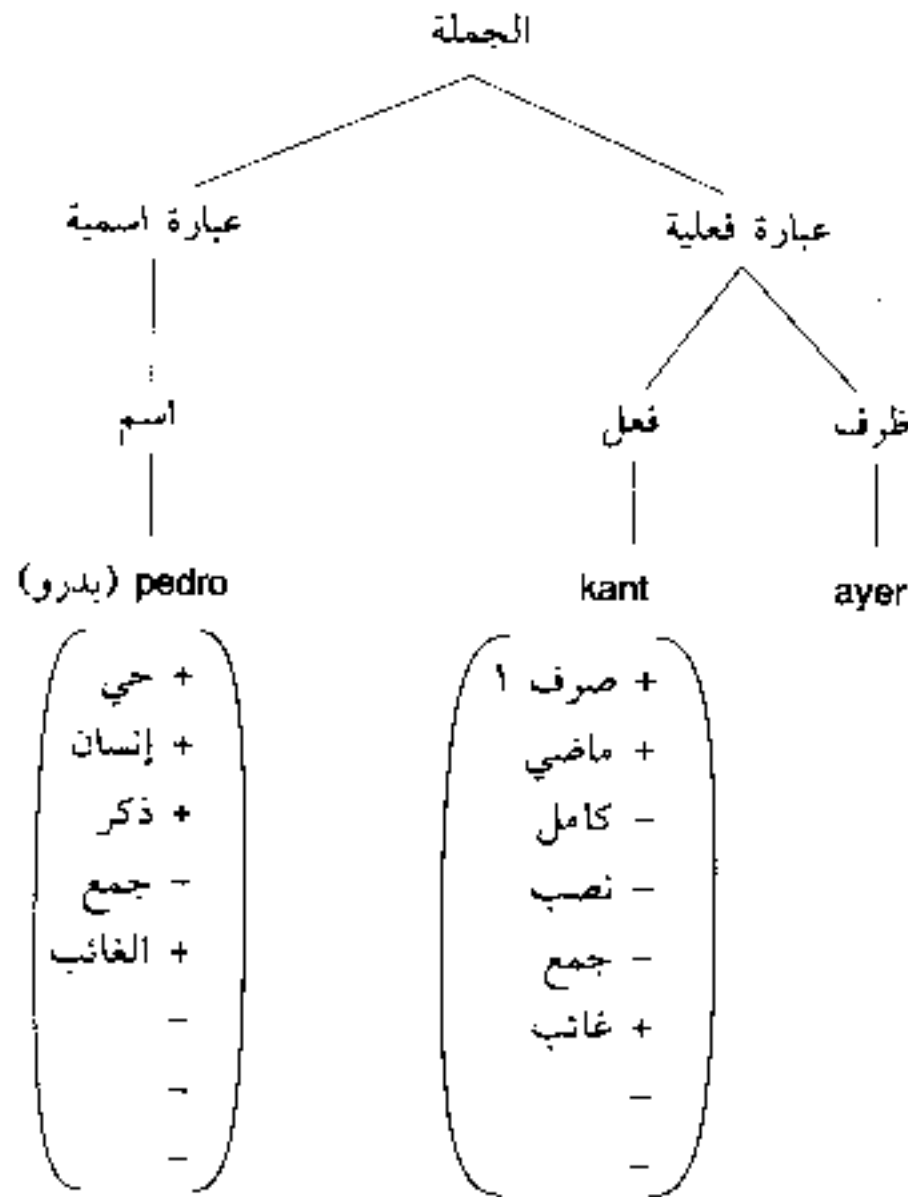 الجملة
عبارة اسمية
عبارة فعلية
اسم
فعل
ظرف
pedro (بدرو)
kant
ayer
+ حي
+ إنسان
+ ذكر
- جمع
+ الغائب
-
-
-
+ صرف ١
+ ماضي
- كامل
- نصب
- جمع
+ غائب
-
-